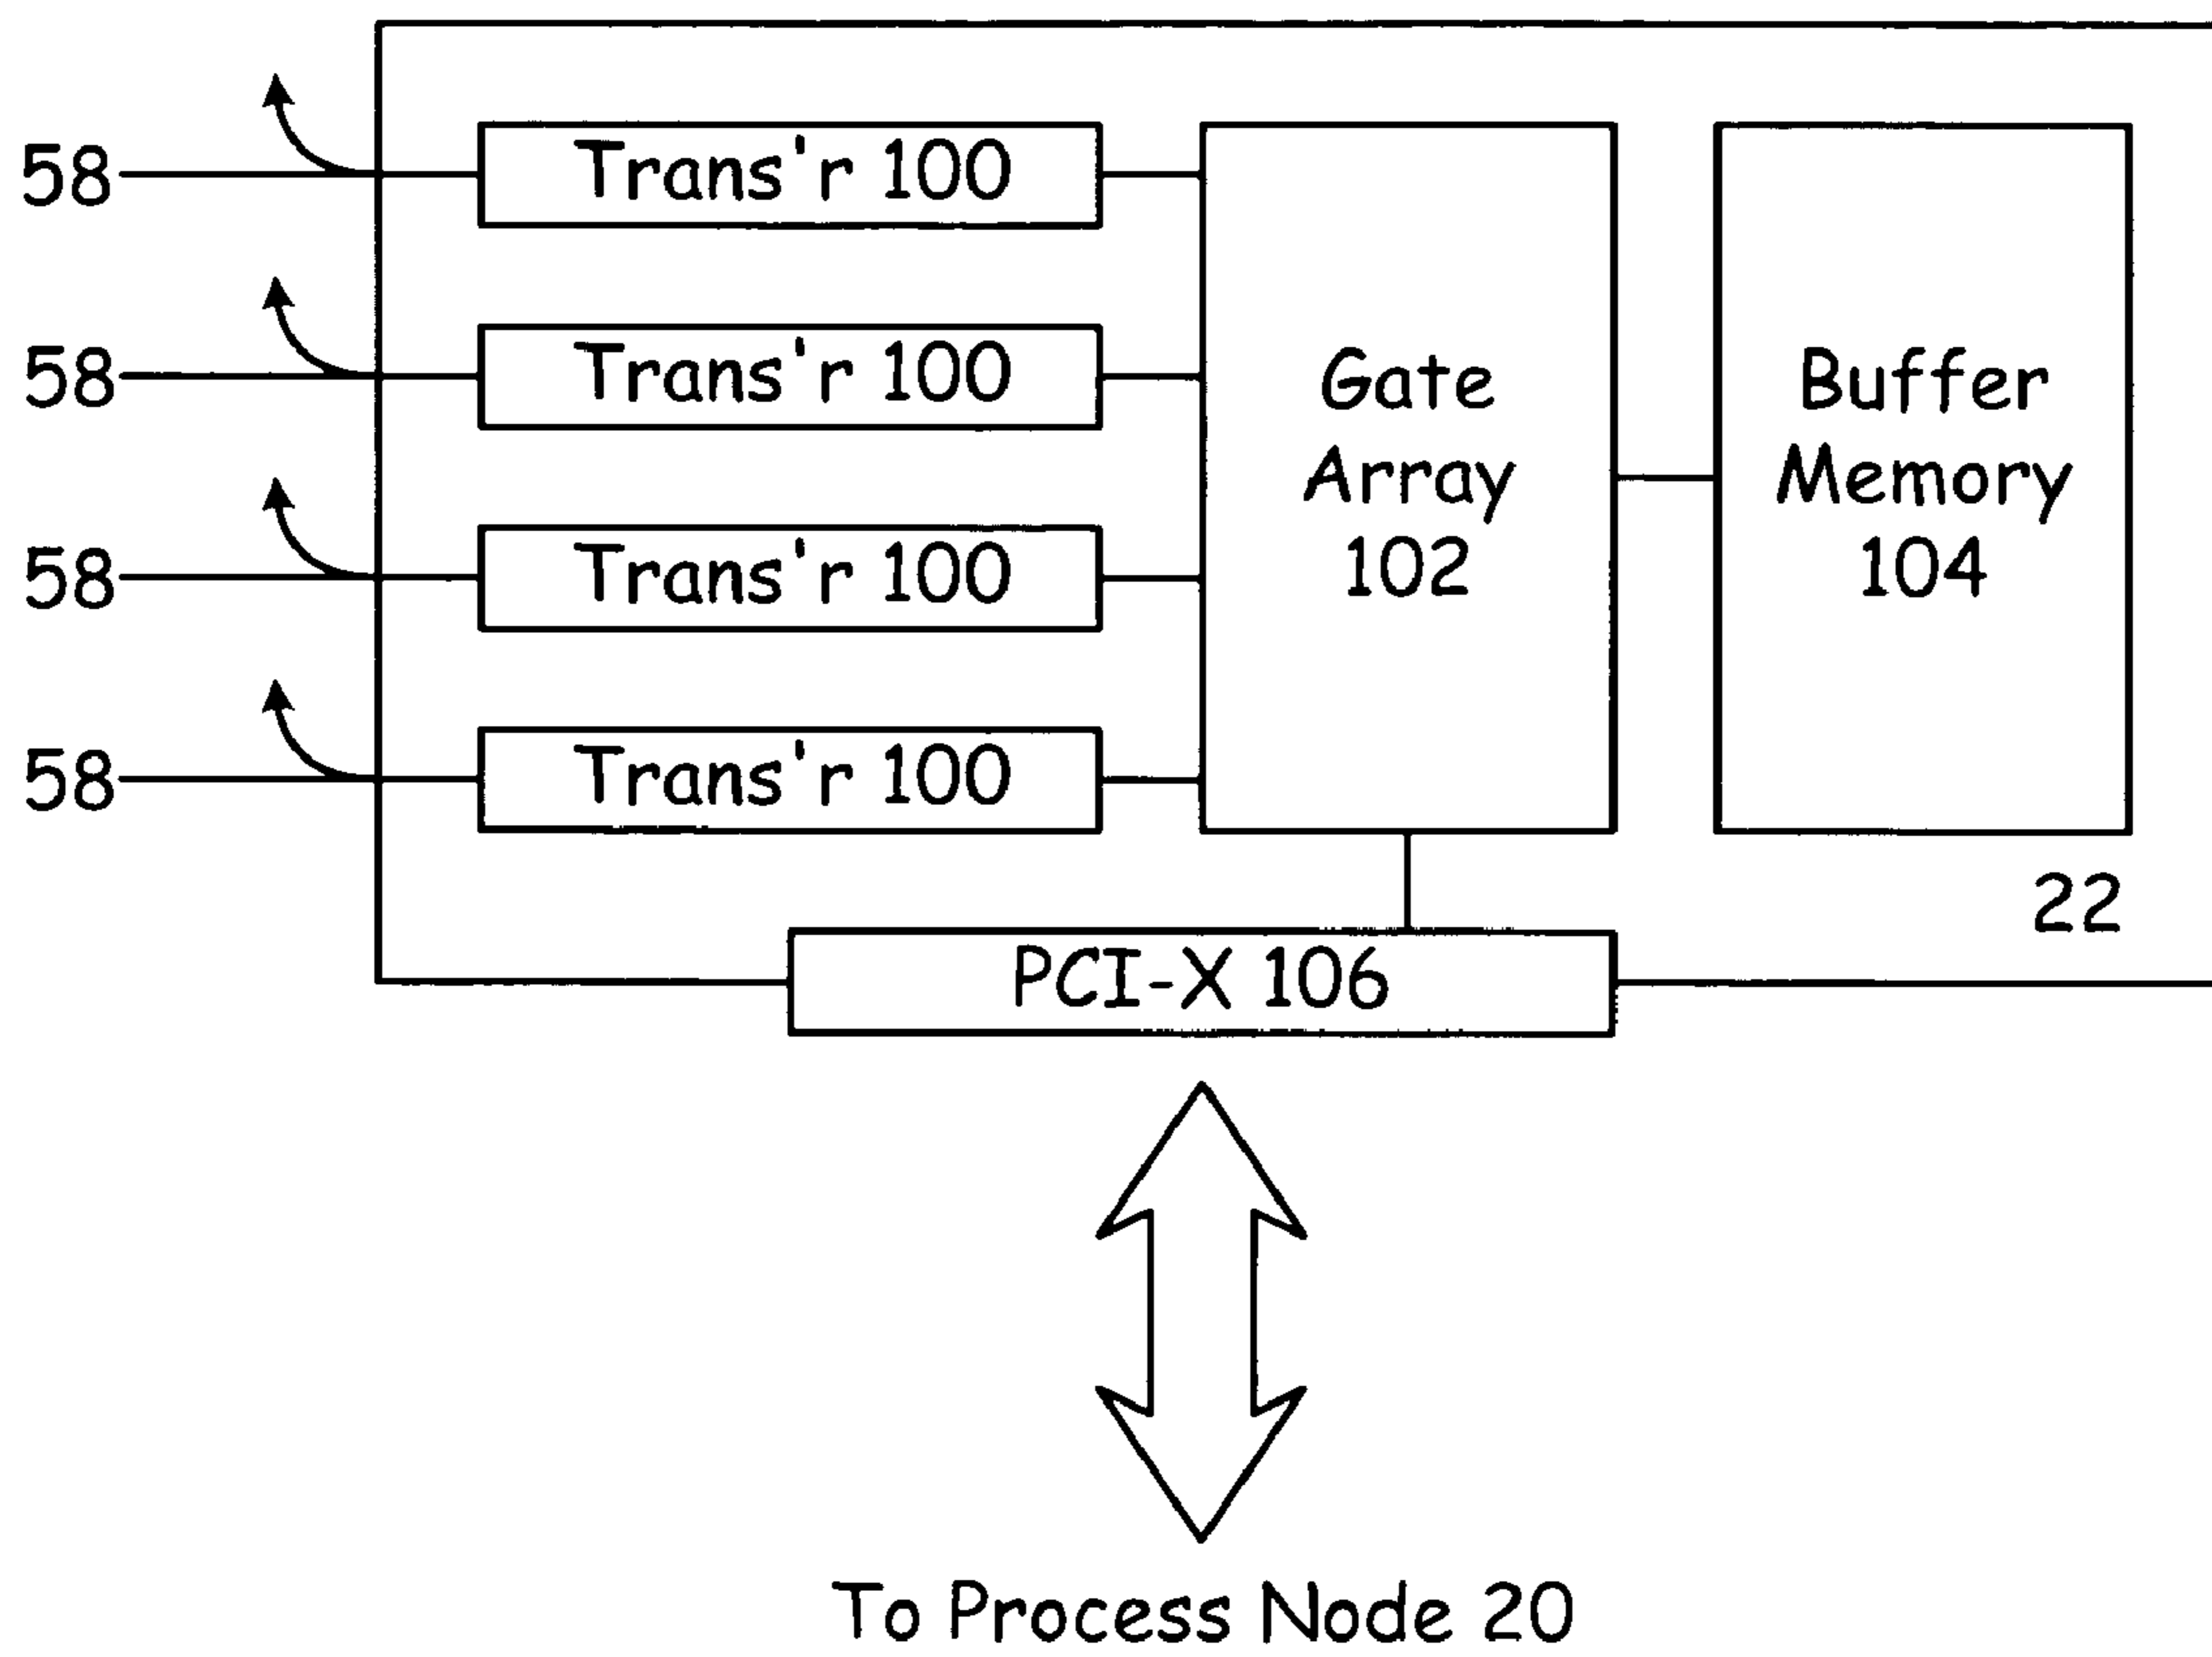 58
Trans'r 100
58
Trans'r 100
58
Trans'r 100
58
Trans'r 100
Gate
Array
102
Buffer
Memory
104
22
PCI-X 106
To Process Node 20